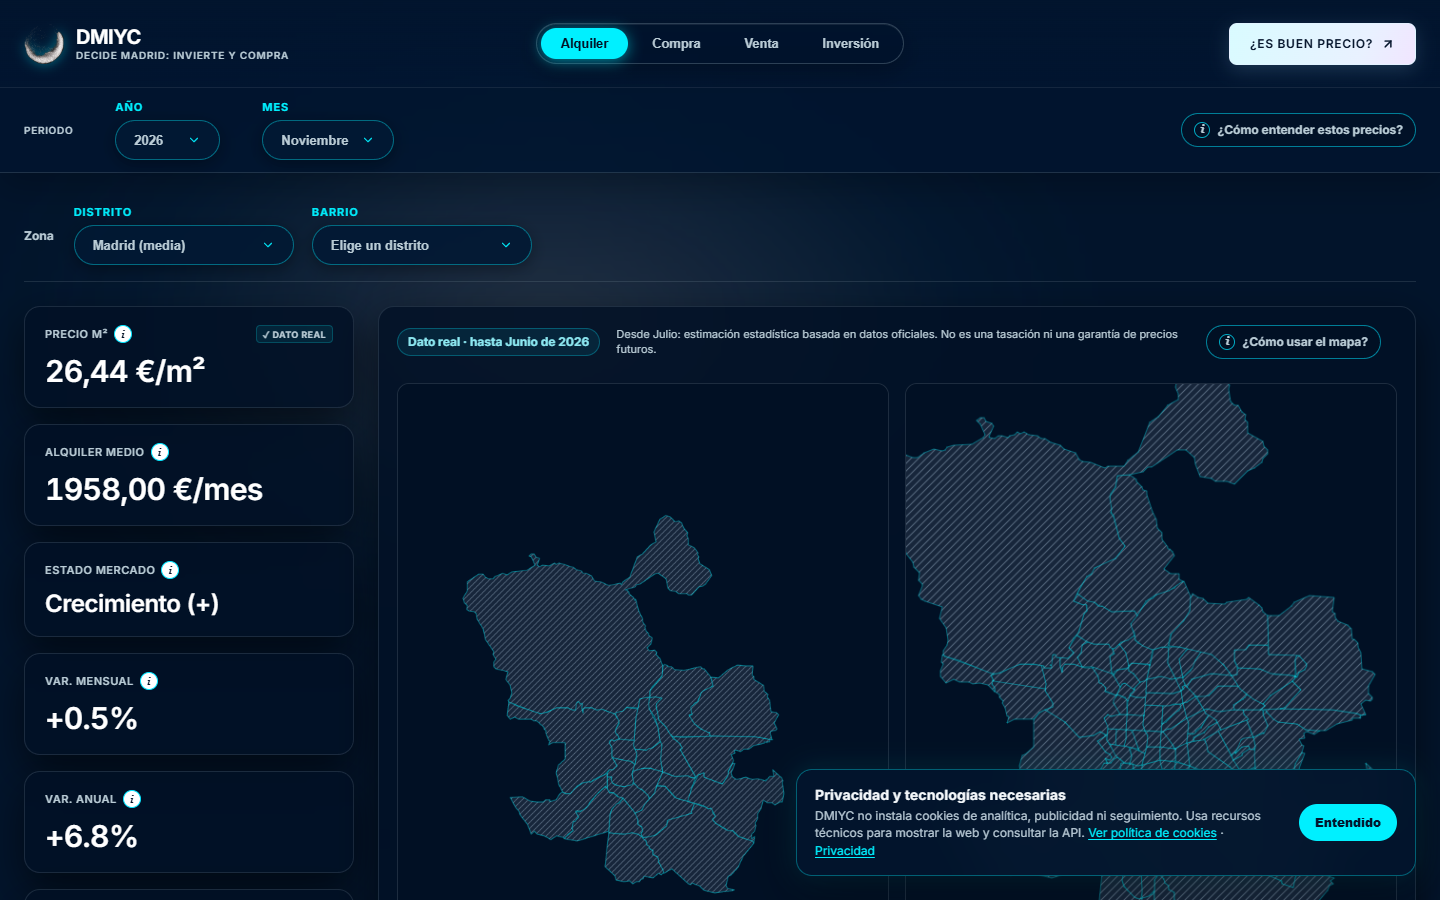 DMIYC
DECIDE MADRID: INVIERTE Y COMPRA
Alquiler
Compra
Venta
Inversión
¿ES BUEN PRECIO?
PERIODO
AÑO
2026
MES
Noviembre
¿Cómo entender estos precios?
Zona
DISTRITO
Madrid (media)
BARRIO
Elige un distrito
PRECIO M²
✓ DATO REAL
26,44 €/m²
ALQUILER MEDIO
1958,00 €/mes
ESTADO MERCADO
Crecimiento (+)
VAR. MENSUAL
+0.5%
VAR. ANUAL
+6.8%
Dato real · hasta Junio de 2026
Desde Julio: estimación estadística basada en datos oficiales. No es una tasación ni una garantía de precios
futuros.
¿Cómo usar el mapa?
Privacidad y tecnologías necesarias
DMIYC no instala cookies de analítica, publicidad ni seguimiento. Usa recursos
técnicos para mostrar la web y consultar la API. Ver política de cookies ·
Privacidad
Entendido